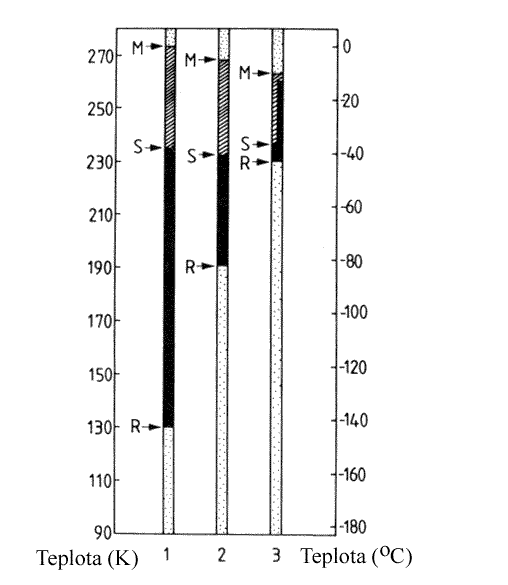 M 0
270 M
M
250 -20
S S
S -40
230 R
210 -60
190 R -80
170 -100
150 -120
130 R -140
110 -160
90 -180
Teplota (K) 1 2 3 Teplota (ºC)